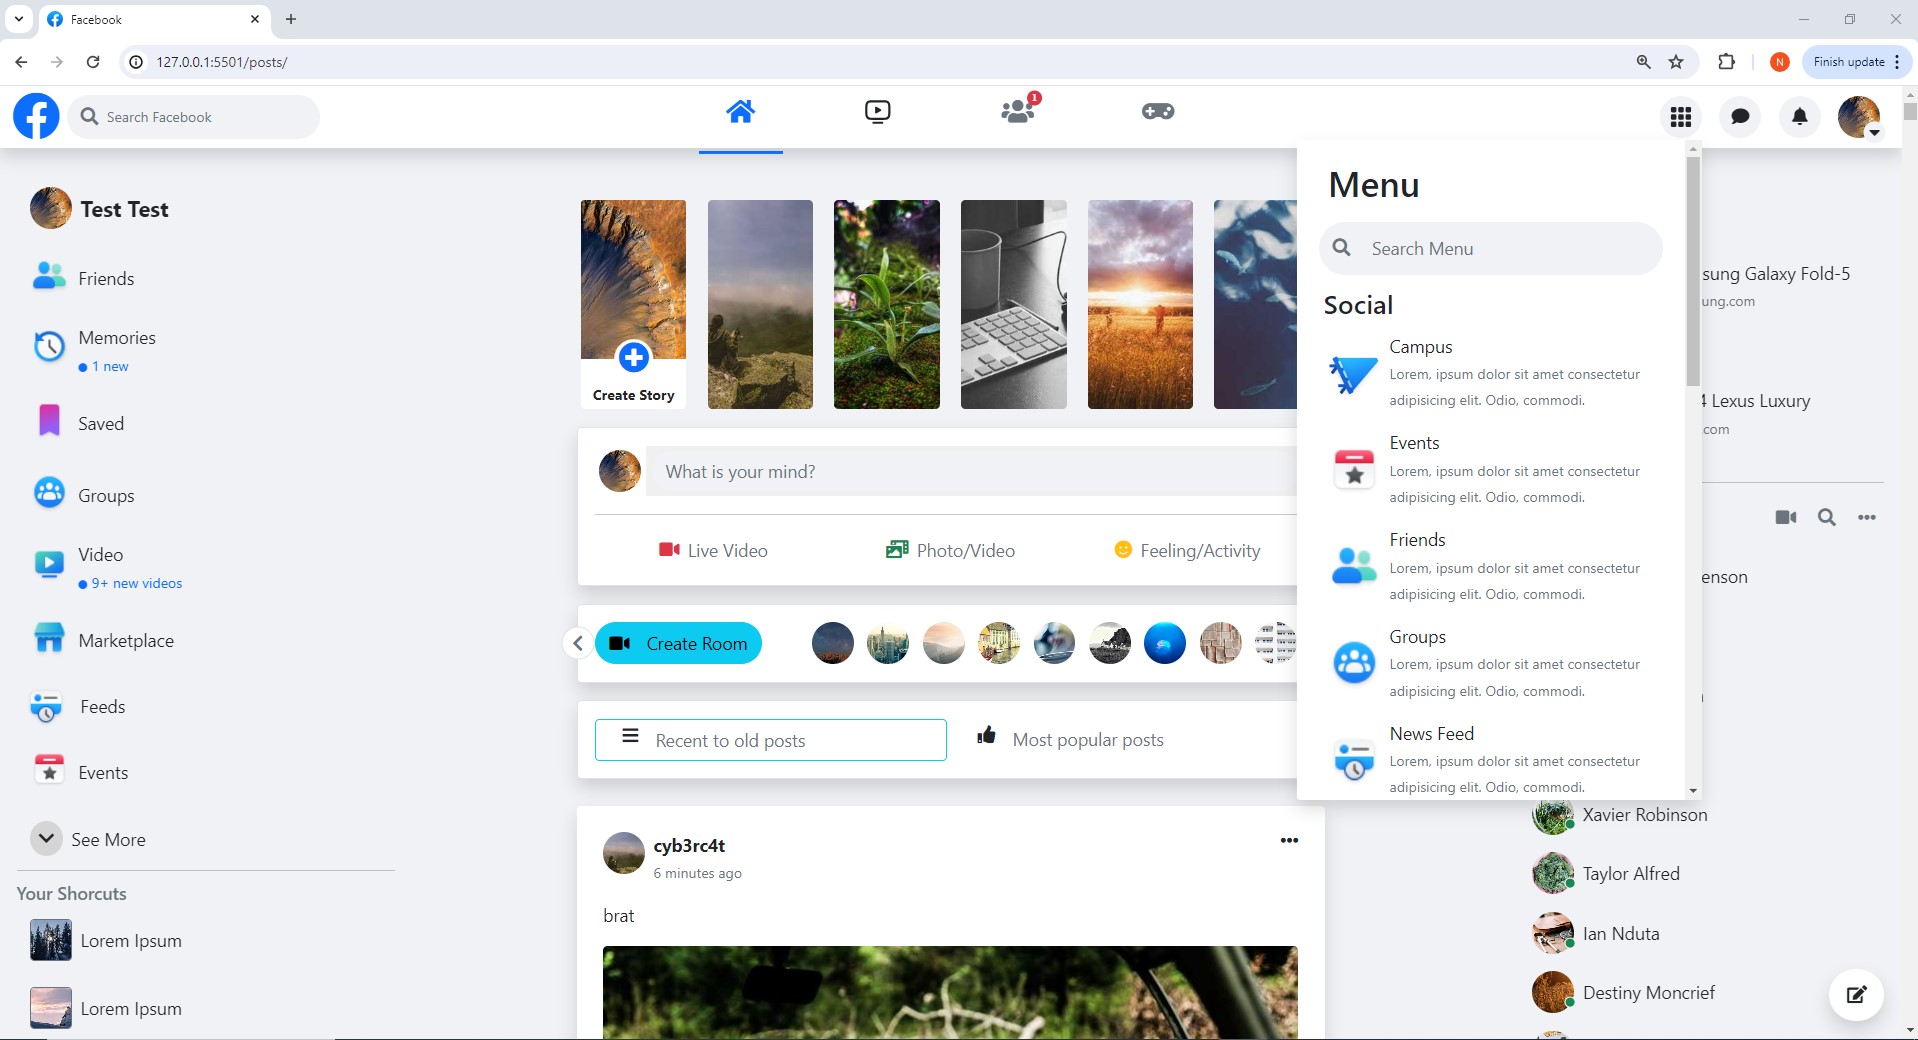 Facebook
127.0.0.1:5501/posts/
N
Finish update
Search Facebook
1
Test Test
Friends
Memories
1 new
Saved
Groups
Video
9+ new videos
Marketplace
Feeds
Events
See More
Your Shorcuts
Lorem Ipsum
Lorem Ipsum
Create Story
What is your mind?
Live Video
Photo/Video
Feeling/Activity
Create Room
Recent to old posts
Most popular posts
cyb3rc4t
6 minutes ago
brat
Menu
Search Menu
Social
Campus
Lorem, ipsum dolor sit amet consectetur
adipisicing elit. Odio, commodi.
Events
Lorem, ipsum dolor sit amet consectetur
adipisicing elit. Odio, commodi.
Friends
Lorem, ipsum dolor sit amet consectetur
adipisicing elit. Odio, commodi.
Groups
Lorem, ipsum dolor sit amet consectetur
adipisicing elit. Odio, commodi.
News Feed
Lorem, ipsum dolor sit amet consectetur
adipisicing elit. Odio, commodi.
sung Galaxy Fold-5
ung.com
4 Lexus Luxury
com
enson
Xavier Robinson
Taylor Alfred
Ian Nduta
Destiny Moncrief